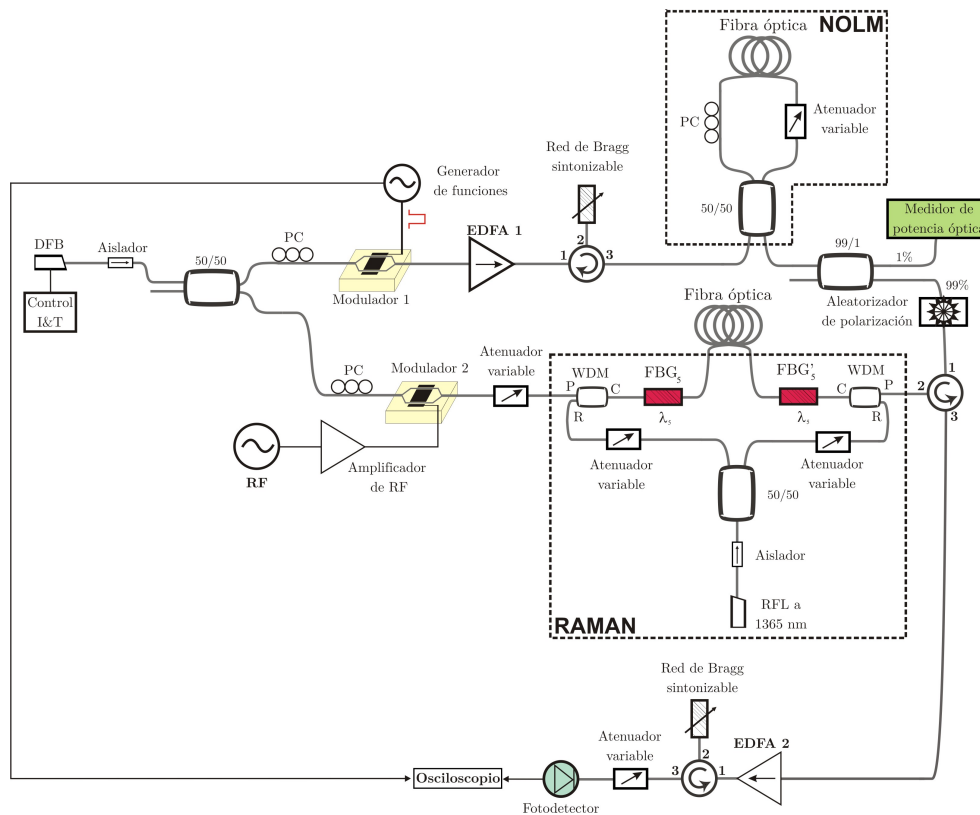 Fibra óptica
NOLM
PC
Atenuador
variable
Red de Bragg
sintonizable
Generador
de funciones
50/50
Medidor de
potencia óptica
DFB
Aislador
50/50
PC
EDFA 1
1
2
3
99/1
1%
Control
I&T
Modulador 1
Aleatorizador
de polarización
99%
Fibra óptica
1
2
3
PC
Modulador 2
Atenuador
variable
WDM
P
C
R
FBG5
λ5
FBG'5
λ5
WDM
C
P
R
RF
Amplificador
de RF
Atenuador
variable
Atenuador
variable
50/50
Aislador
RFL a
1365 nm
RAMAN
Red de Bragg
sintonizable
Atenuador
variable
3
2
1
EDFA 2
Osciloscopio
Fotodetector